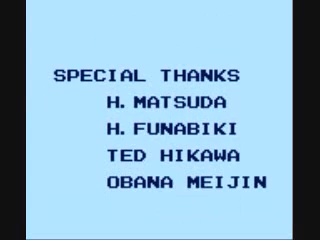 SPECIAL THANKS
H. MATSUDA
H. FUNABIKI
TED HIKAWA
OBANA MEIJIN